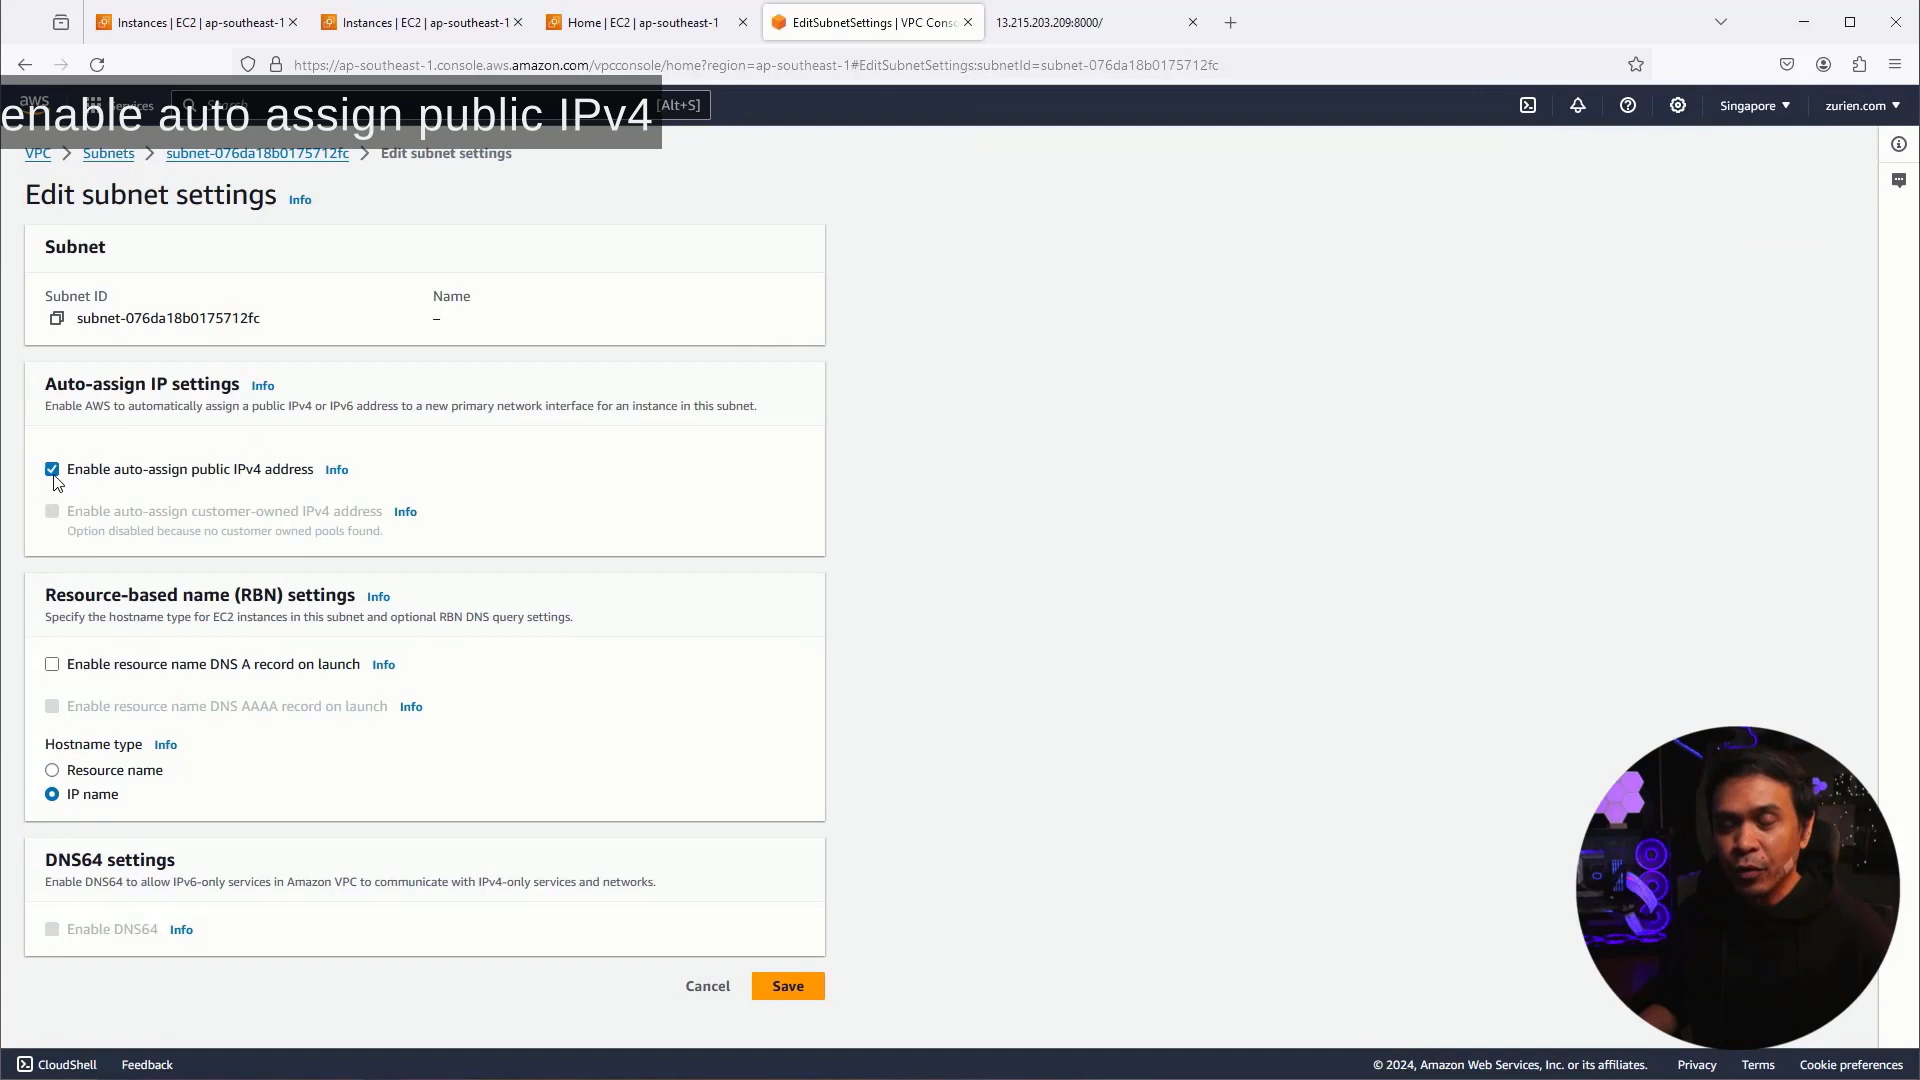 Instances | EC2 | ap-southeast-1
Instances | EC2 | ap-southeast-1
Home | EC2 | ap-southeast-1
EditSubnetSettings | VPC Conso
13.215.203.209:8000/
https://ap-southeast-1.console.aws.amazon.com/vpcconsole/home?region=ap-southeast-1#EditSubnetSettings:subnetId=subnet-076da18b0175712fc
aws
Services
Search
[Alt+S]
Singapore
zurien.com
enable auto assign public IPv4
VPC
Subnets
subnet-076da18b0175712fc
Edit subnet settings
Edit subnet settings Info
Subnet
Subnet ID
Name
subnet-076da18b0175712fc
–
Auto-assign IP settings Info
Enable AWS to automatically assign a public IPv4 or IPv6 address to a new primary network interface for an instance in this subnet.
Enable auto-assign public IPv4 address Info
Enable auto-assign customer-owned IPv4 address Info
Option disabled because no customer owned pools found.
Resource-based name (RBN) settings Info
Specify the hostname type for EC2 instances in this subnet and optional RBN DNS query settings.
Enable resource name DNS A record on launch Info
Enable resource name DNS AAAA record on launch Info
Hostname type Info
Resource name
IP name
DNS64 settings
Enable DNS64 to allow IPv6-only services in Amazon VPC to communicate with IPv4-only services and networks.
Enable DNS64 Info
Cancel
Save
CloudShell
Feedback
© 2024, Amazon Web Services, Inc. or its affiliates.
Privacy
Terms
Cookie preferences